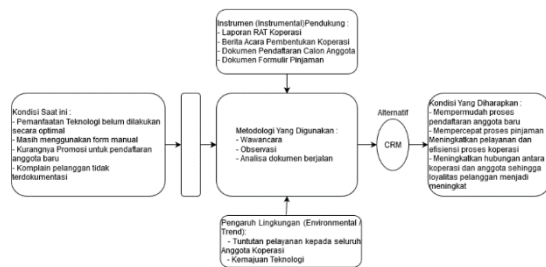 Instrumen (Instrumental)Pendukung :
- Laporan RAT Koperasi
- Berita Acara Pembentukan Koperasi
- Dokumen Pendaftaran Calon Anggota
- Dokumen Formulir Pinjaman
Kondisi Saat ini :
- Pemanfaatan Teknologi belum dilakukan
secara optimal
- Masih menggunakan form manual
- Kurangnya Promosi untuk pendaftaran
anggota baru
- Komplain pelanggan tidak
terdokumentasi
Metodologi Yang Digunakan :
- Wawancara
- Observasi
- Analisa dokumen berjalan
Alternatif
CRM
Kondisi Yang Diharapkan :
- Mempermudah proses
pendaftaran anggota baru
- Mempercepat proses pinjaman
Meningkatkan pelayanan dan
efisiensi proses koperasi
- Meningkatkan hubungan antara
koperasi dan anggota sehingga
loyalitas pelanggan menjadi
meningkat
Pengaruh Lingkungan (Environmental /
Trend):
- Tuntutan pelayanan kepada seluruh
Anggota Koperasi
- Kemajuan Teknologi